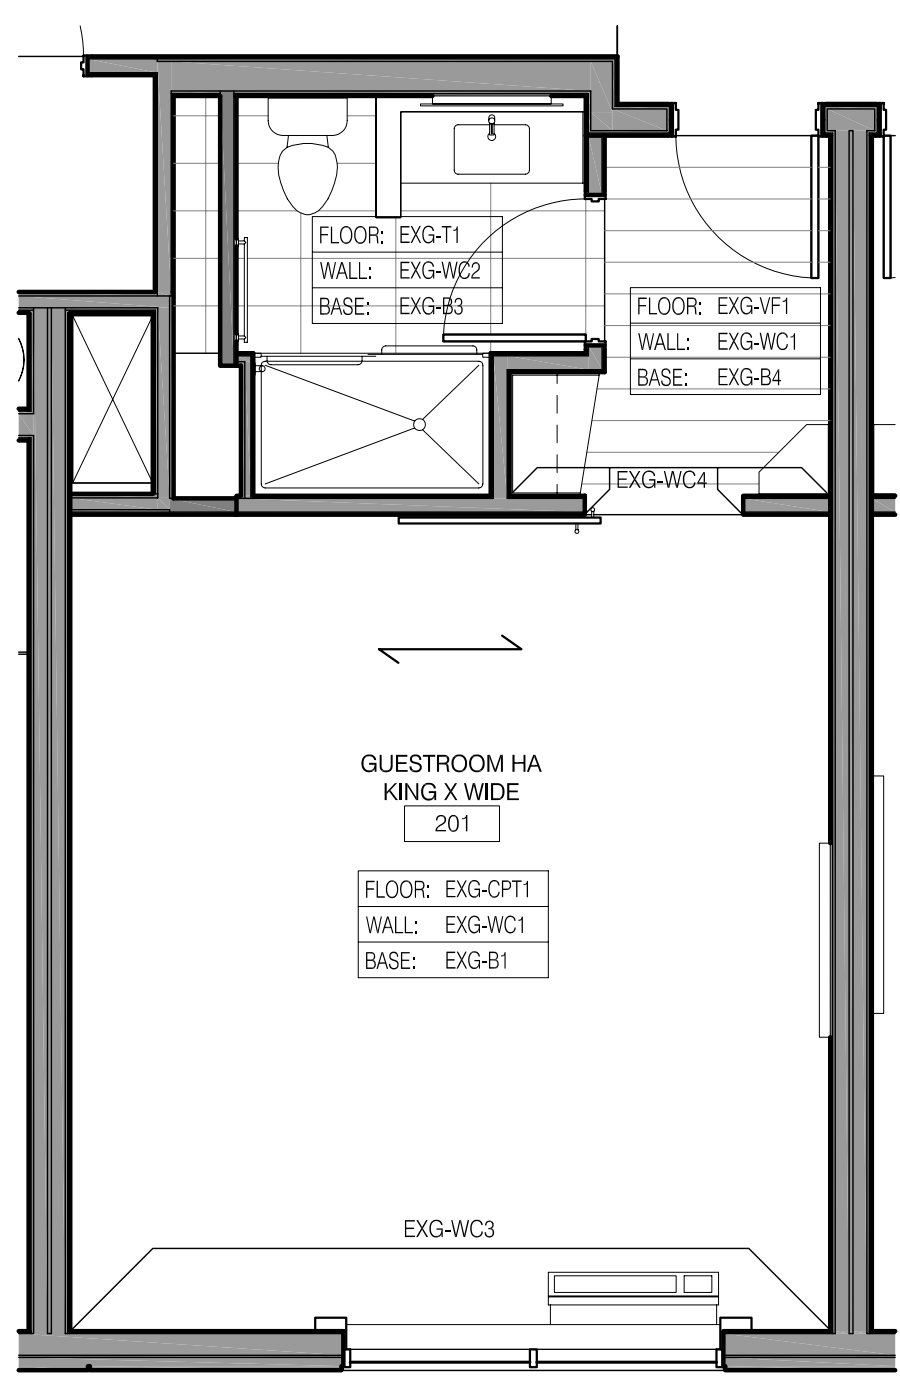 FLOOR: EXG-T1
WALL: EXG-WC2
BASE: EXG-B3
FLOOR: EXG-VF1
WALL: EXG-WC1
BASE: EXG-B4
EXG-WC4
GUESTROOM HA
KING X WIDE
201
FLOOR: EXG-CPT1
WALL: EXG-WC1
BASE: EXG-B1
EXG-WC3